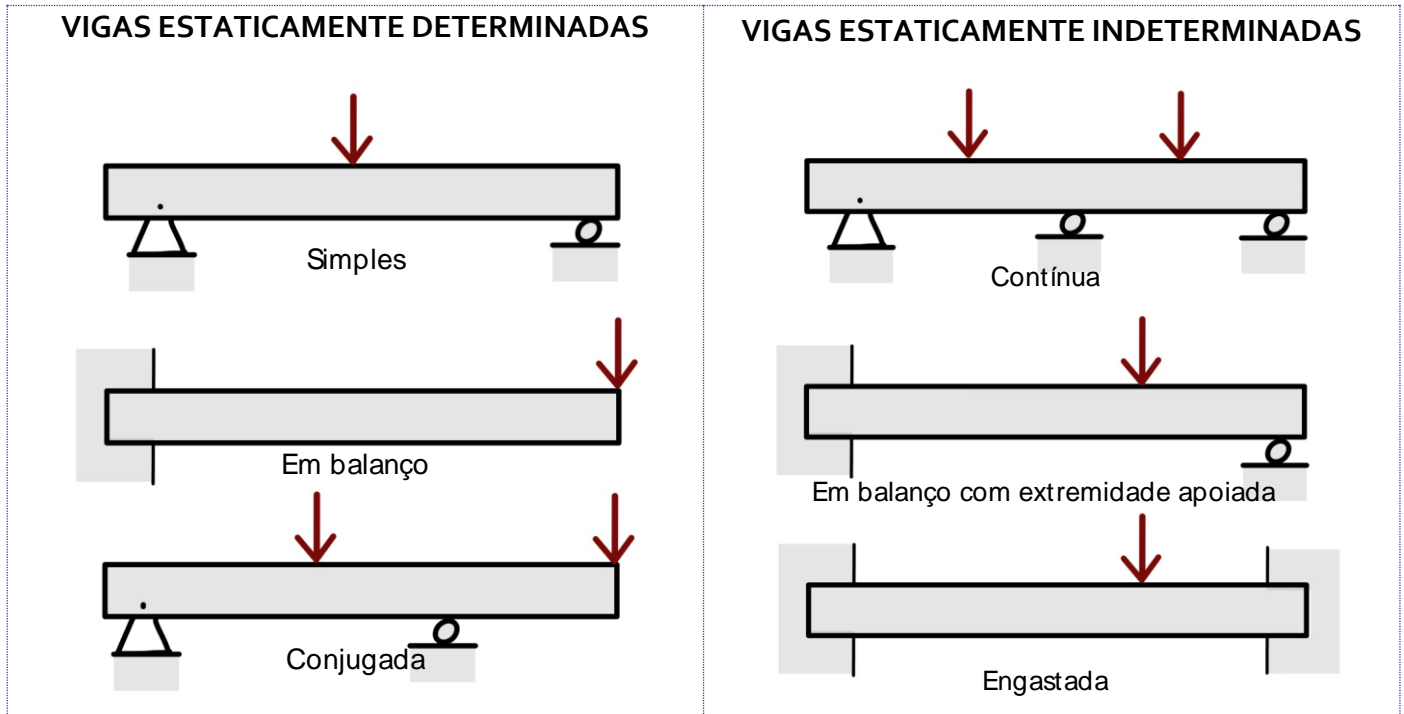 VIGAS ESTATICAMENTE DETERMINADAS
Simples
Em balanço
Conjugada
VIGAS ESTATICAMENTE INDETERMINADAS
Contínua
Em balanço com extremidade apoiada
Engastada